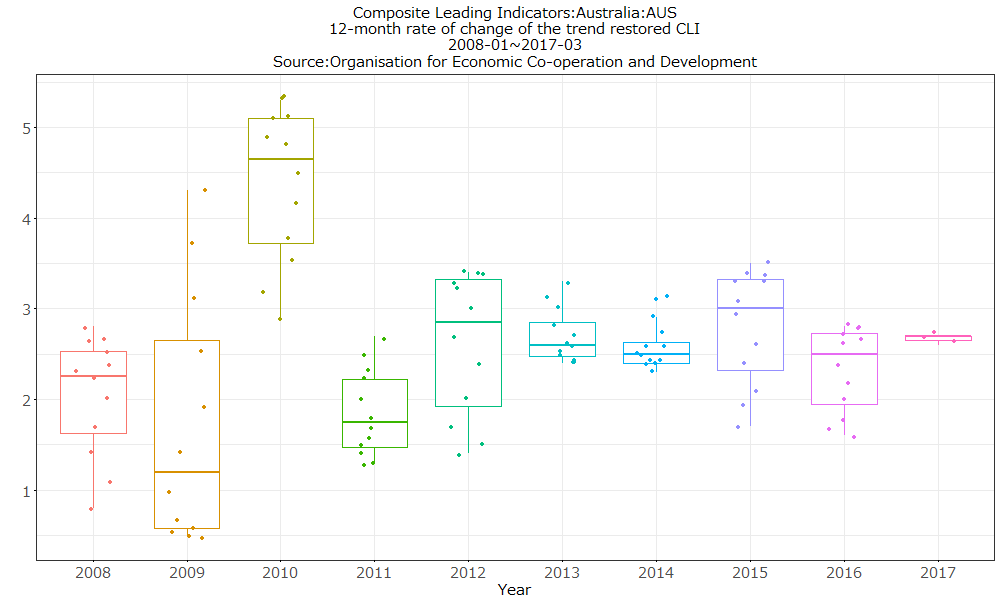 Composite Leading Indicators:Australia:AUS
12-month rate of change of the trend restored CLI
2008-01~2017-03
Source:Organisation for Economic Co-operation and Development
5
4
3
2
1
2008 2009 2010 2011 2012 2013 2014 2015 2016 2017
Year